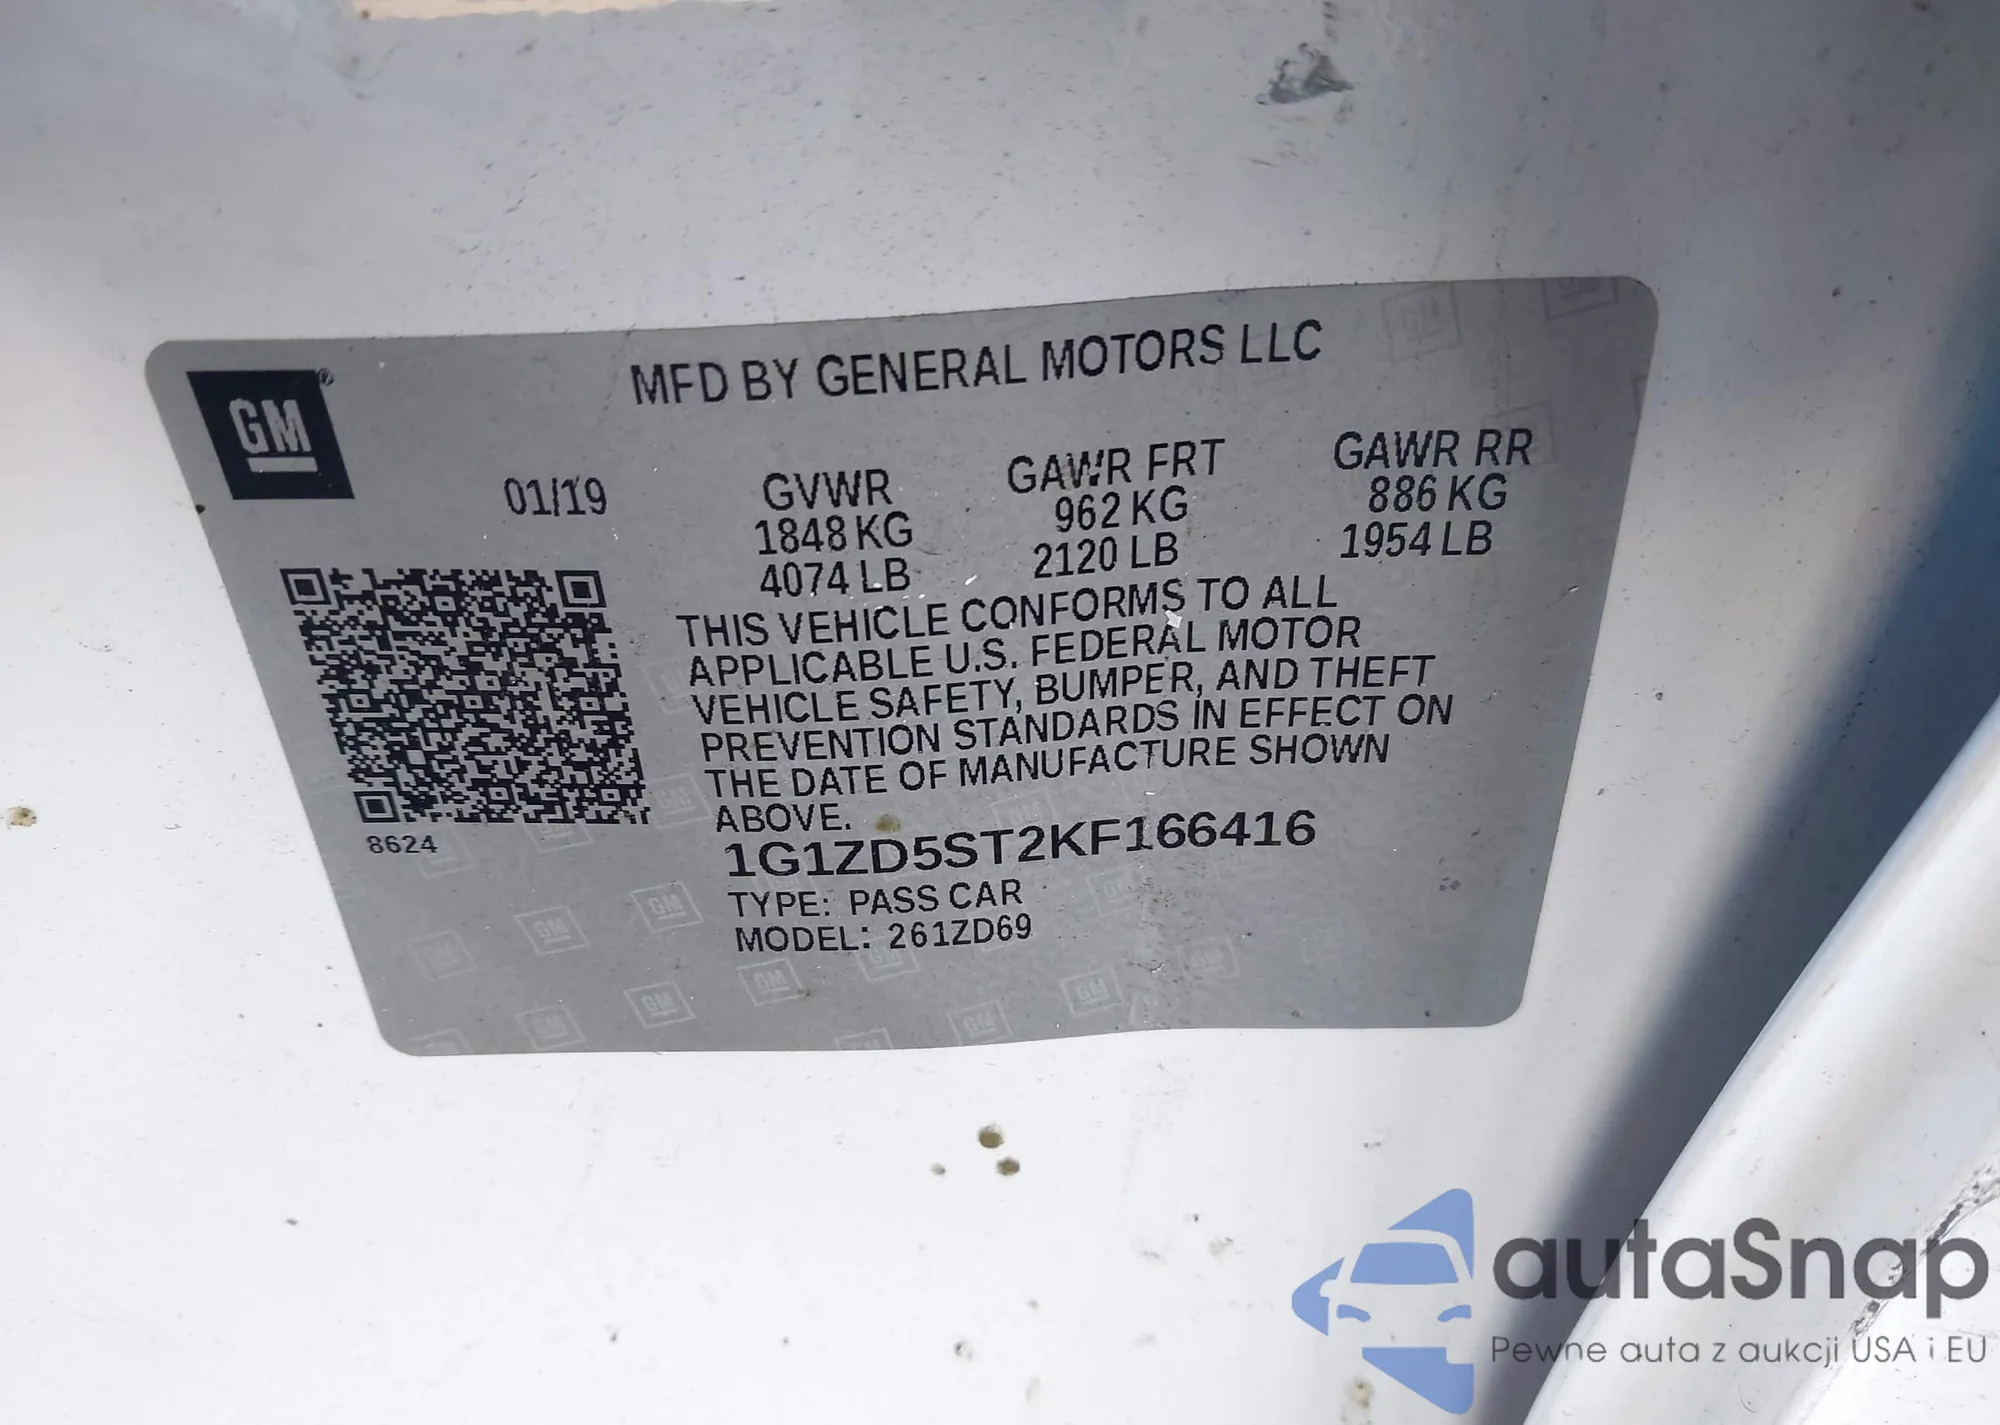 GM
MFD BY GENERAL MOTORS LLC
01/19
GVWR
1848 KG
4074 LB
GAWR FRT
962 KG
2120 LB
GAWR RR
886 KG
1954 LB
THIS VEHICLE CONFORMS TO ALL
APPLICABLE U.S. FEDERAL MOTOR
VEHICLE SAFETY, BUMPER, AND THEFT
PREVENTION STANDARDS IN EFFECT ON
THE DATE OF MANUFACTURE SHOWN
ABOVE.
8624
1G1ZD5ST2KF166416
TYPE: PASS CAR
MODEL: 261ZD69
autaSnap
Pewne auta z aukcji USA i EU